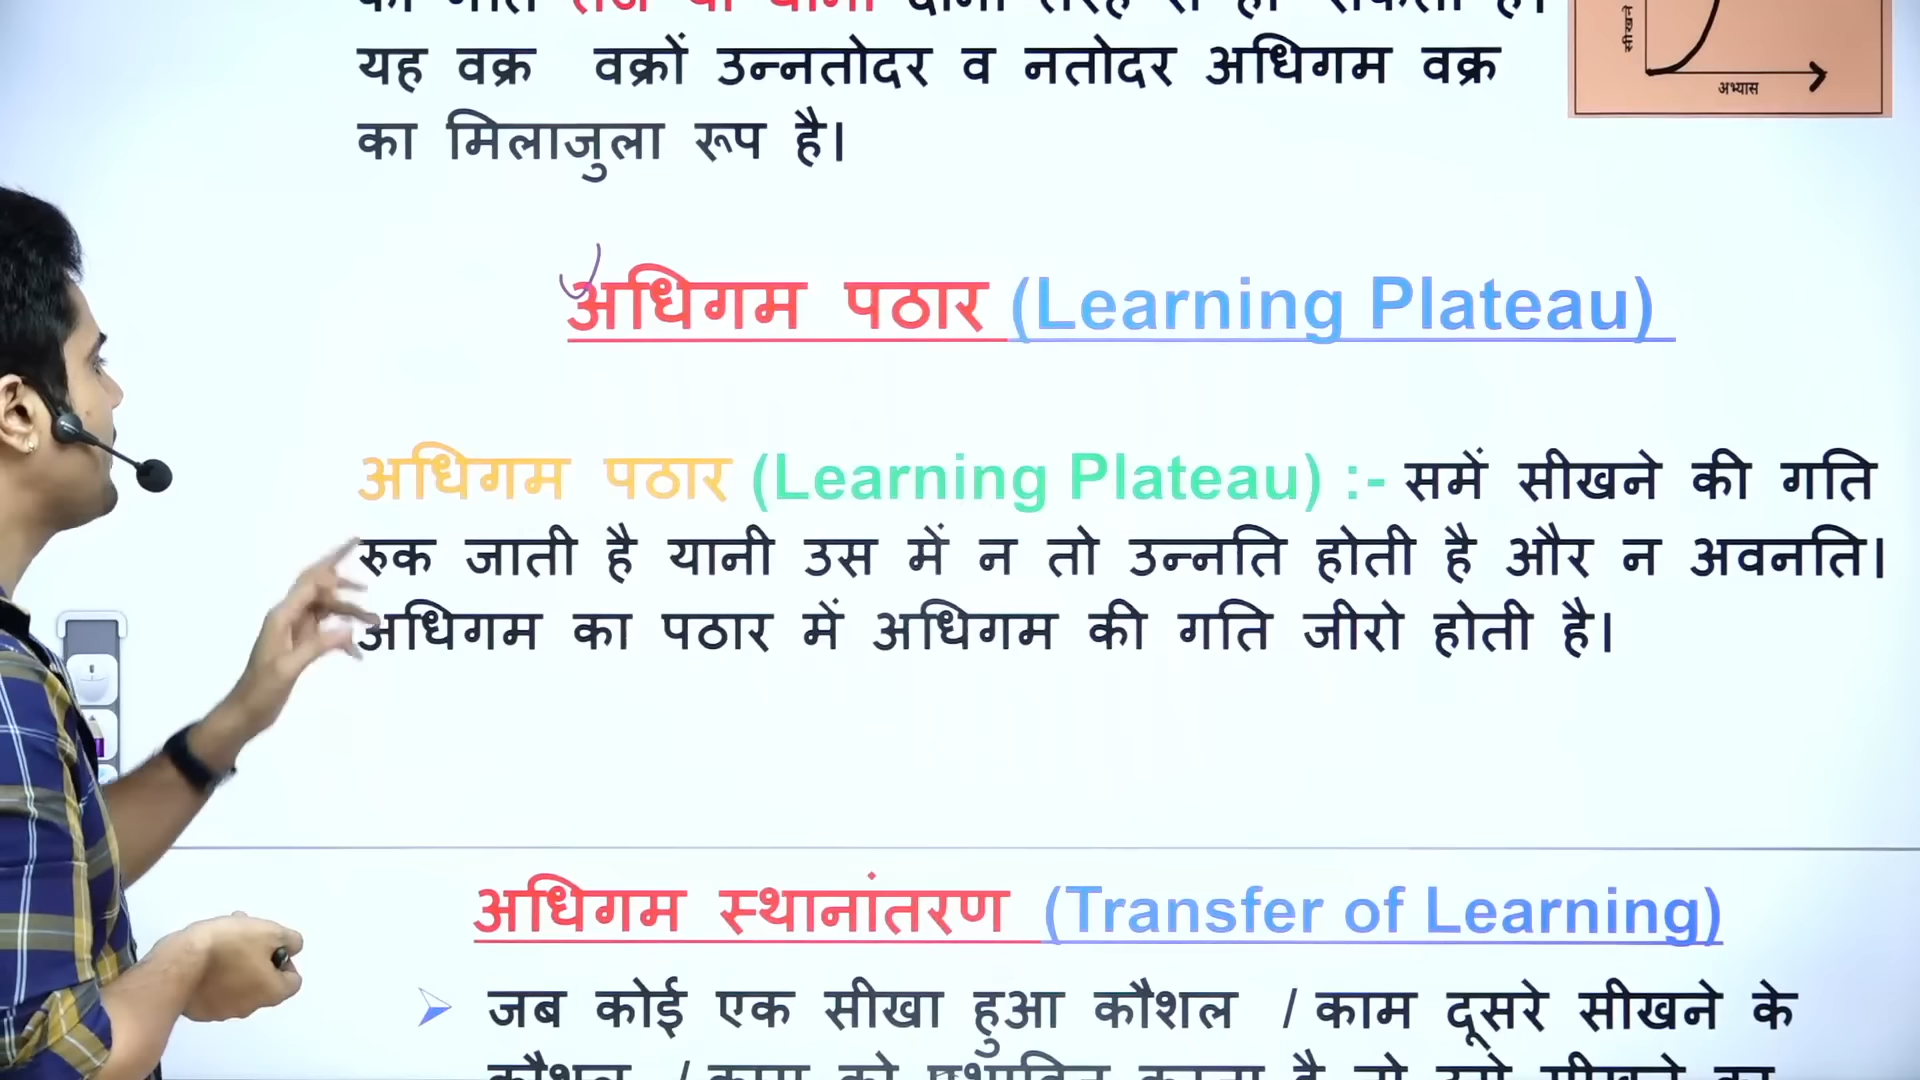 यह वक्र वक्रों उन्नतोदर व नतोदर अधिगम वक्र
का मिलाजुला रूप है।
सीखने
अभ्यास
अधिगम पठार (Learning Plateau)
अधिगम पठार (Learning Plateau) :- समें सीखने की गति
रुक जाती है यानी उस में न तो उन्नति होती है और न अवनति।
अधिगम का पठार में अधिगम की गति जीरो होती है।
अधिगम स्थानांतरण (Transfer of Learning)
जब कोई एक सीखा हुआ कौशल / काम दूसरे सीखने के